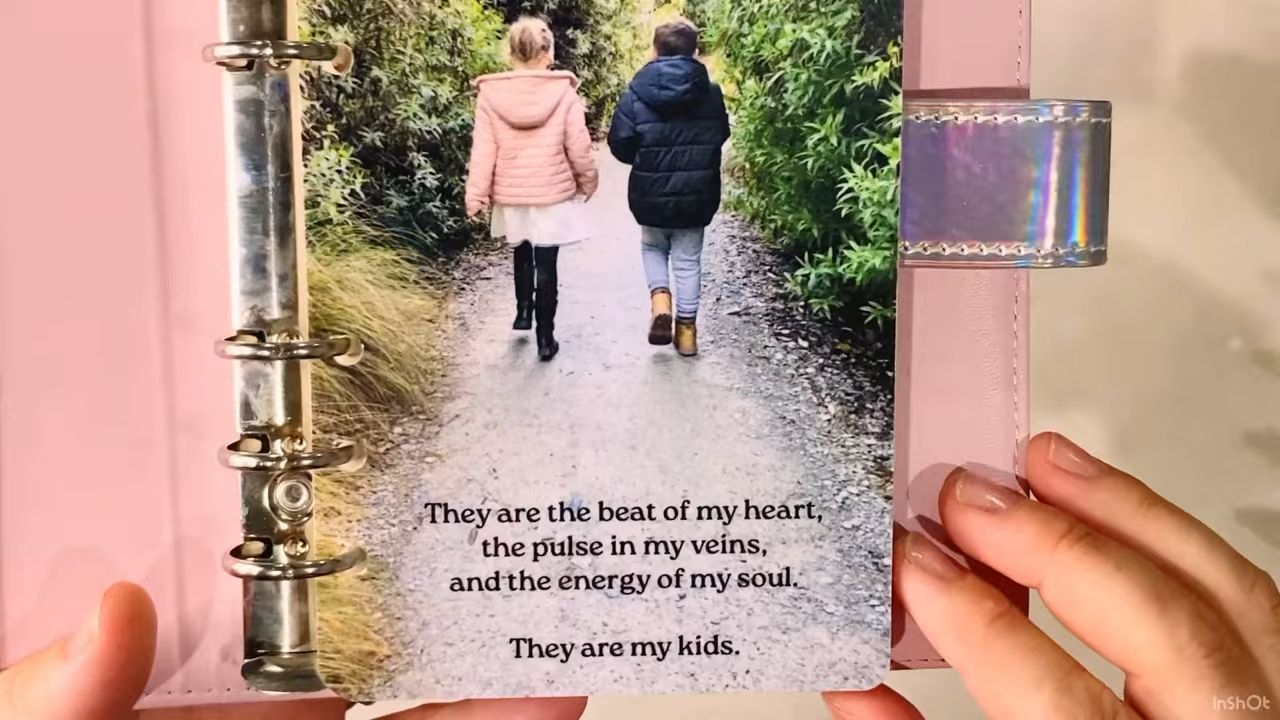 They are the beat of my heart,
the pulse in my veins,
and the energy of my soul.
They are my kids.
InShOt